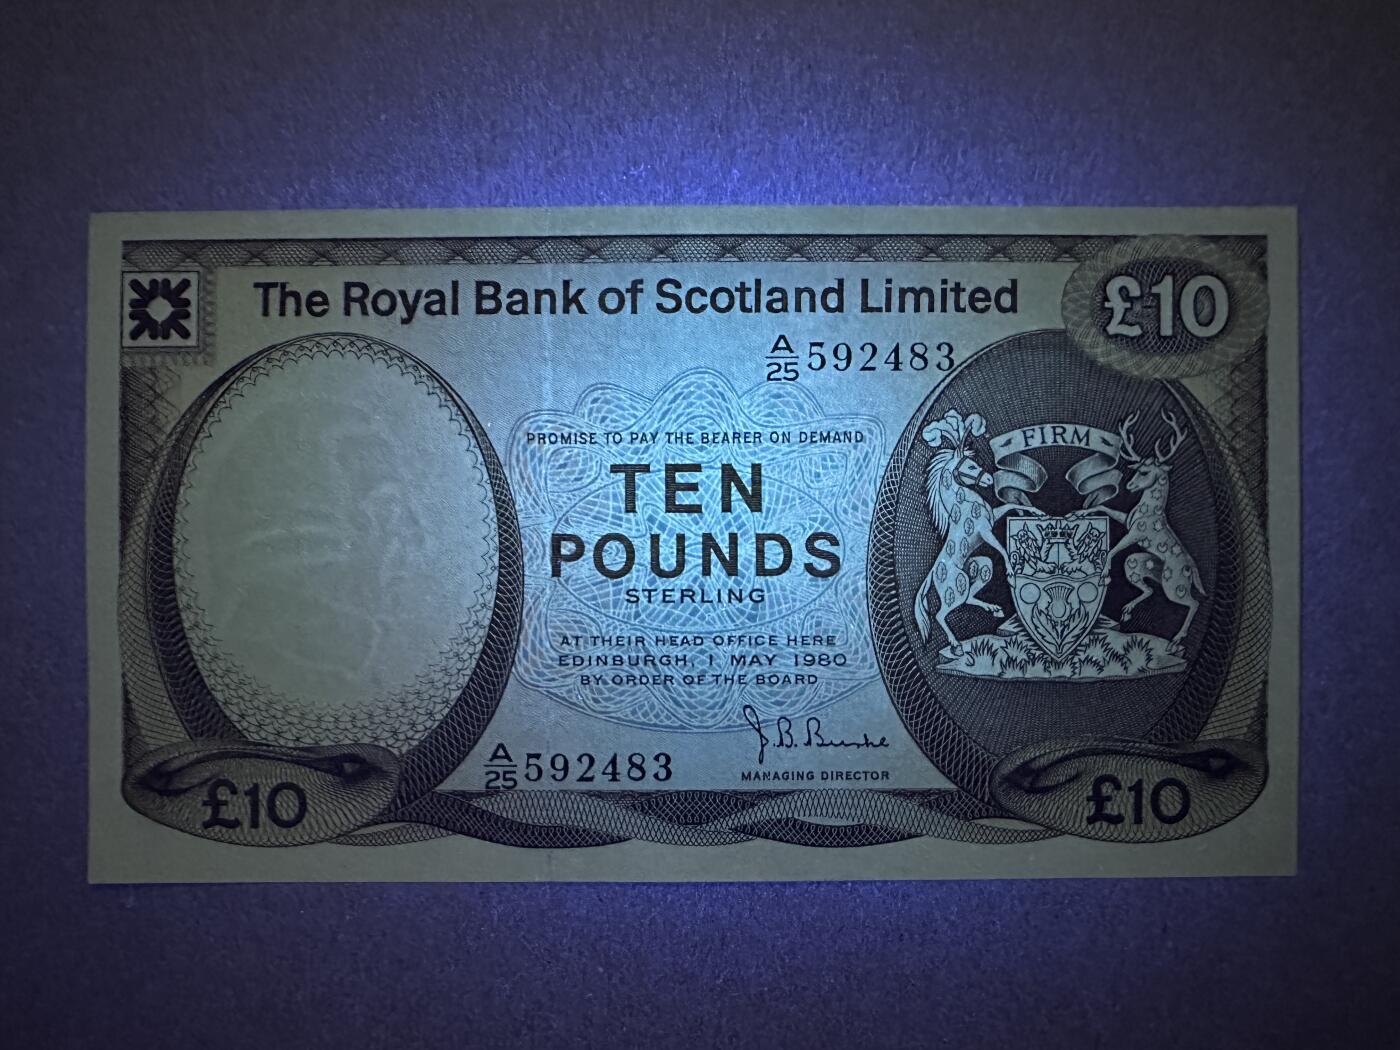 The Royal Bank of Scotland Limited
£10
A/25 592483
PROMISE TO PAY THE BEARER ON DEMAND
TEN
POUNDS
STERLING
AT THEIR HEAD OFFICE HERE
EDINBURGH, 1 MAY 1980
BY ORDER OF THE BOARD
FIRM
J.B. Burke
MANAGING DIRECTOR
A/25 592483
£10
£10